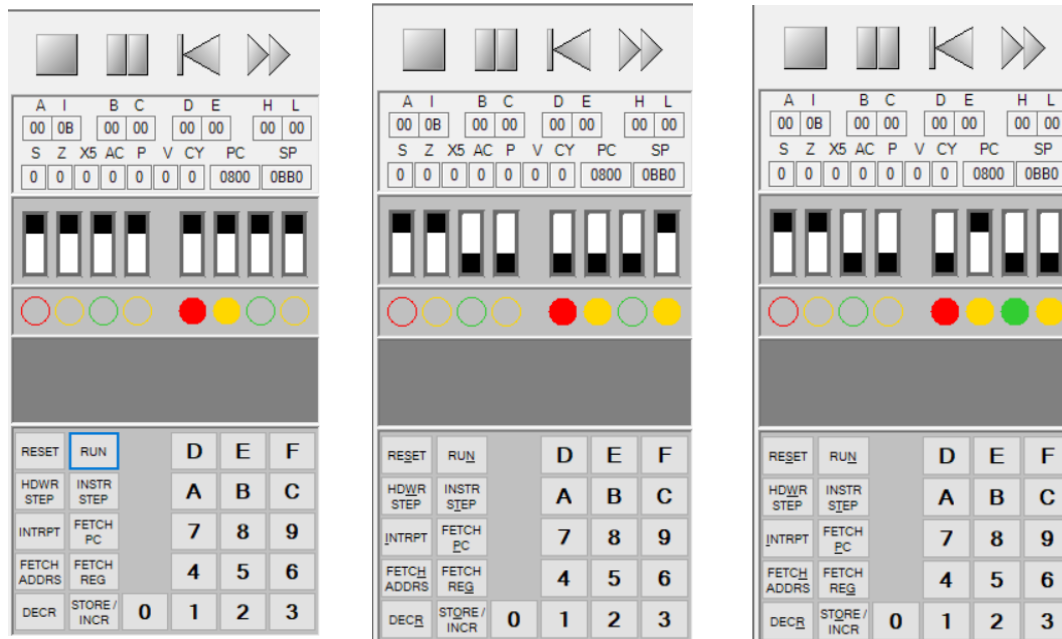 A I B C D E H L
00 0B 00 00 00 00 00 00
S Z X5 AC P V CY PC SP
0 0 0 0 0 0 0 0800 0BB0
RESET RUN D E F
HDWR STEP INSTR STEP A B C
INTRPT FETCH PC 7 8 9
FETCH ADDRS FETCH REG 4 5 6
DECR STORE / INCR 0 1 2 3
A I B C D E H L
00 0B 00 00 00 00 00 00
S Z X5 AC P V CY PC SP
0 0 0 0 0 0 0 0800 0BB0
RESET RUN D E F
HDWR STEP INSTR STEP A B C
INTRPT FETCH PC 7 8 9
FETCH ADDRS FETCH REG 4 5 6
DECR STORE / INCR 0 1 2 3
A I B C D E H L
00 0B 00 00 00 00 00 00
S Z X5 AC P V CY PC SP
0 0 0 0 0 0 0 0800 0BB0
RESET RUN D E F
HDWR STEP INSTR STEP A B C
INTRPT FETCH PC 7 8 9
FETCH ADDRS FETCH REG 4 5 6
DECR STORE / INCR 0 1 2 3